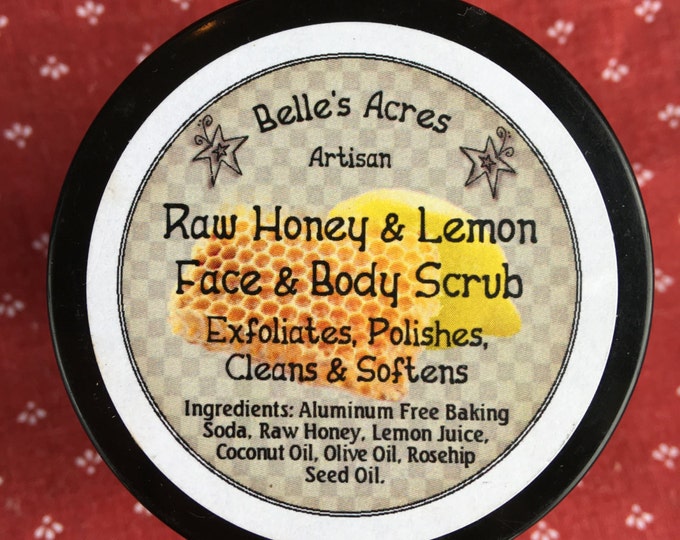 Belle's Acres
Artisan
Raw Honey & Lemon
Face & Body Scrub
Exfoliates, Polishes,
Cleans & Softens
Ingredients: Aluminum Free Baking
Soda, Raw Honey, Lemon Juice,
Coconut Oil, Olive Oil, Rosehip
Seed Oil.